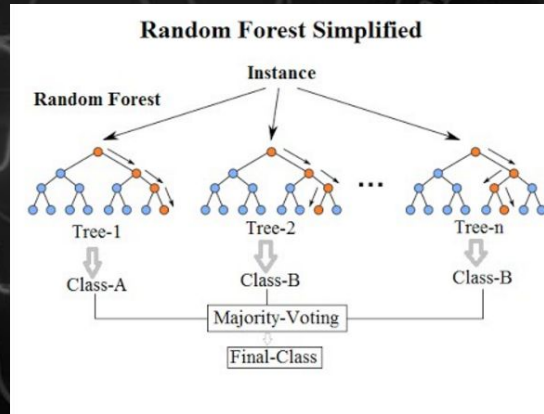 Random Forest Simplified
Instance
Random Forest
...
Tree-1 Tree-2 Tree-n
Class-A Class-B Class-B
Majority-Voting
Final-Class